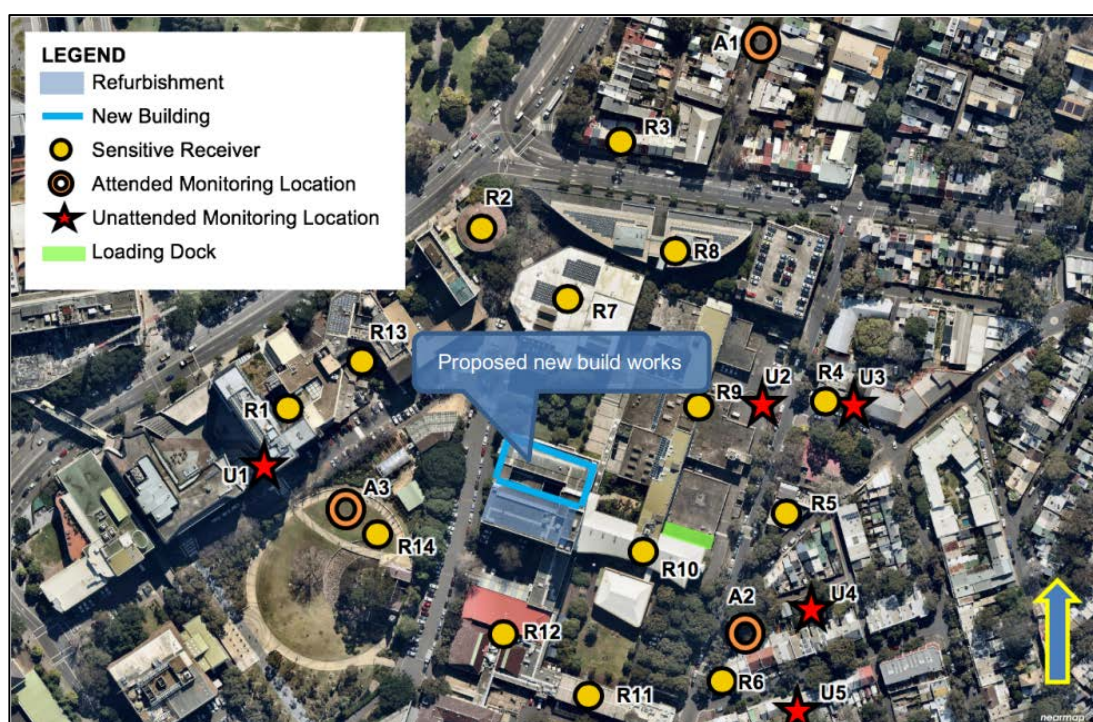 LEGEND
Refurbishment
New Building
Sensitive Receiver
Attended Monitoring Location
Unattended Monitoring Location
Loading Dock
A1
R3
R2
R8
R7
R13
Proposed new build works
R1
R9
U2
R4
U3
U1
A3
R14
R5
R10
A2
U4
R12
R6
R11
U5
nearmap